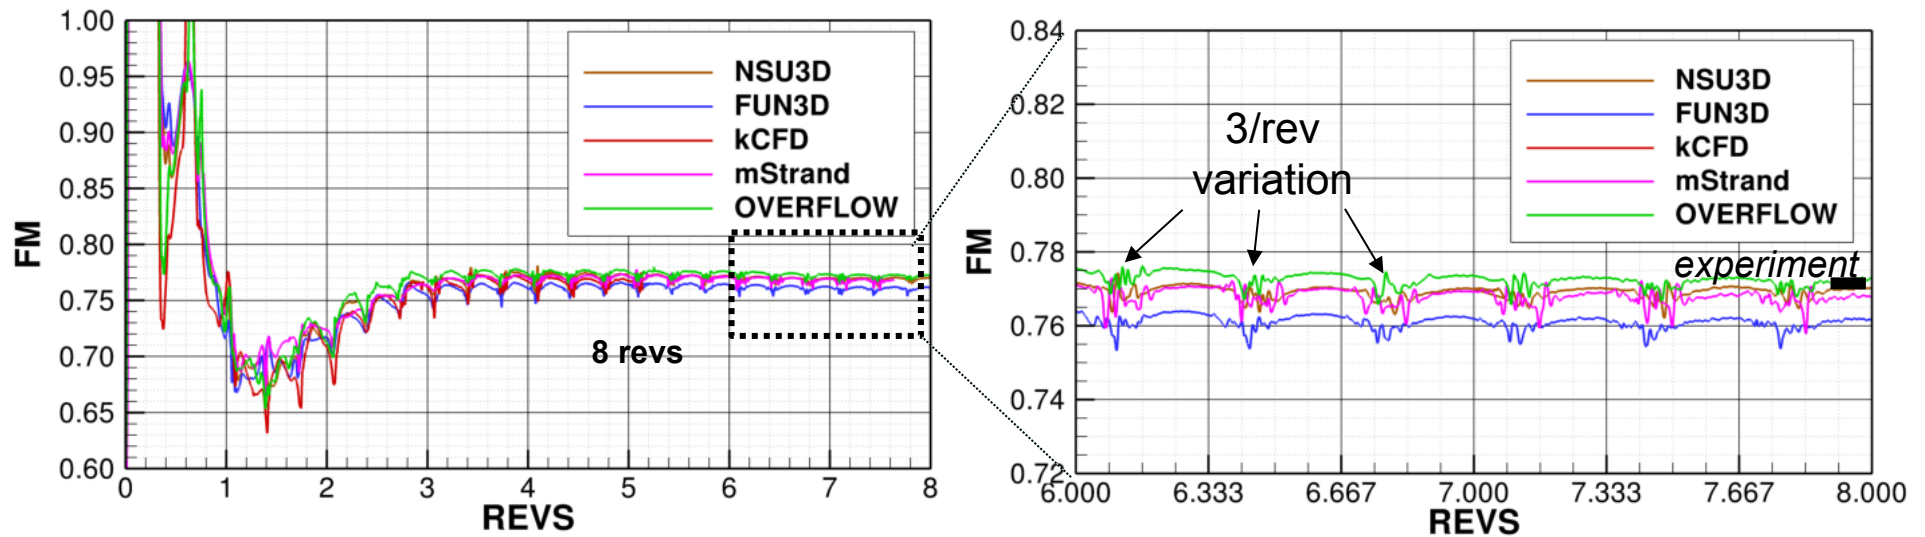 1.00
0.95
0.90
0.85
0.80
0.75
0.70
0.65
0.60
FM
0 1 2 3 4 5 6 7 8
REVS
NSU3D
FUN3D
kCFD
mStrand
OVERFLOW
8 revs
0.84
0.82
0.80
0.78
0.76
0.74
0.72
FM
6.000 6.333 6.667 7.000 7.333 7.667 8.000
REVS
3/rev
variation
NSU3D
FUN3D
kCFD
mStrand
OVERFLOW
experiment